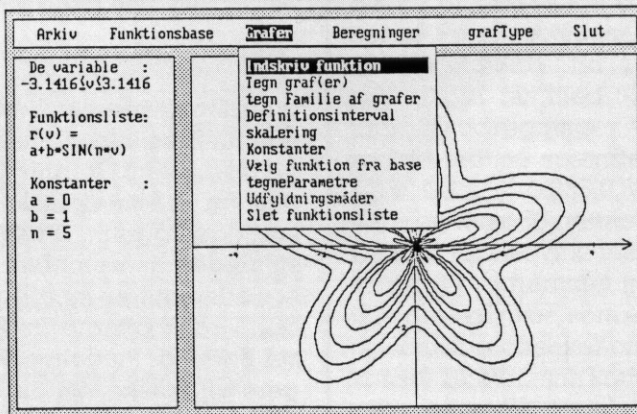 Arkiv Funktionsbase Grafer Beregninger grafType Slut
De variable :
-3.1416≤v≤3.1416
Funktionsliste:
r(v) =
a+b*SIN(n*v)
Konstanter :
a = 0
b = 1
n = 5
Indskriv funktion
Tegn graf(er)
tegn Familie af grafer
Definitionsinterval
skaLering
Konstanter
Vælg funktion fra base
tegneParametre
Udfyldningsmåder
Slet funktionsliste